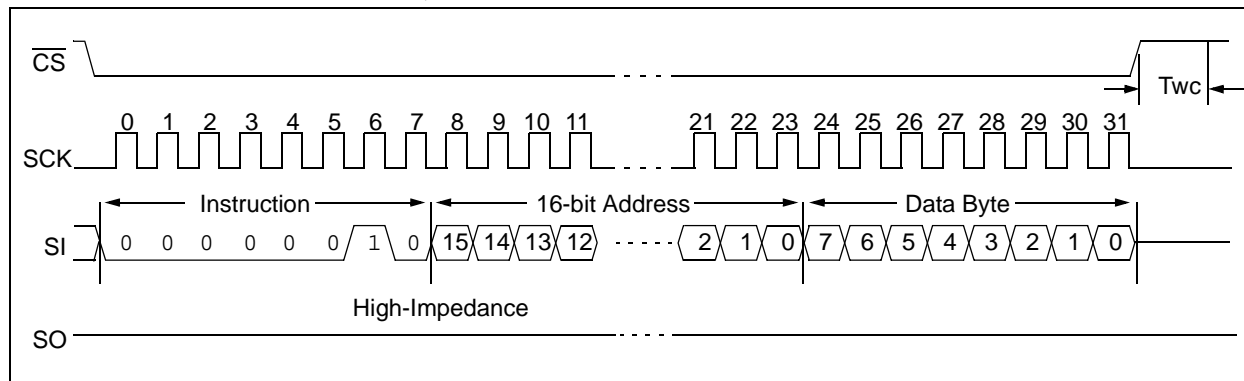 CS
Twc
0 1 2 3 4 5 6 7 8 9 10 11 21 22 23 24 25 26 27 28 29 30 31
SCK
Instruction 16-bit Address Data Byte
SI 0 0 0 0 0 0 1 0 15 14 13 12 2 1 0 7 6 5 4 3 2 1 0
High-Impedance
SO